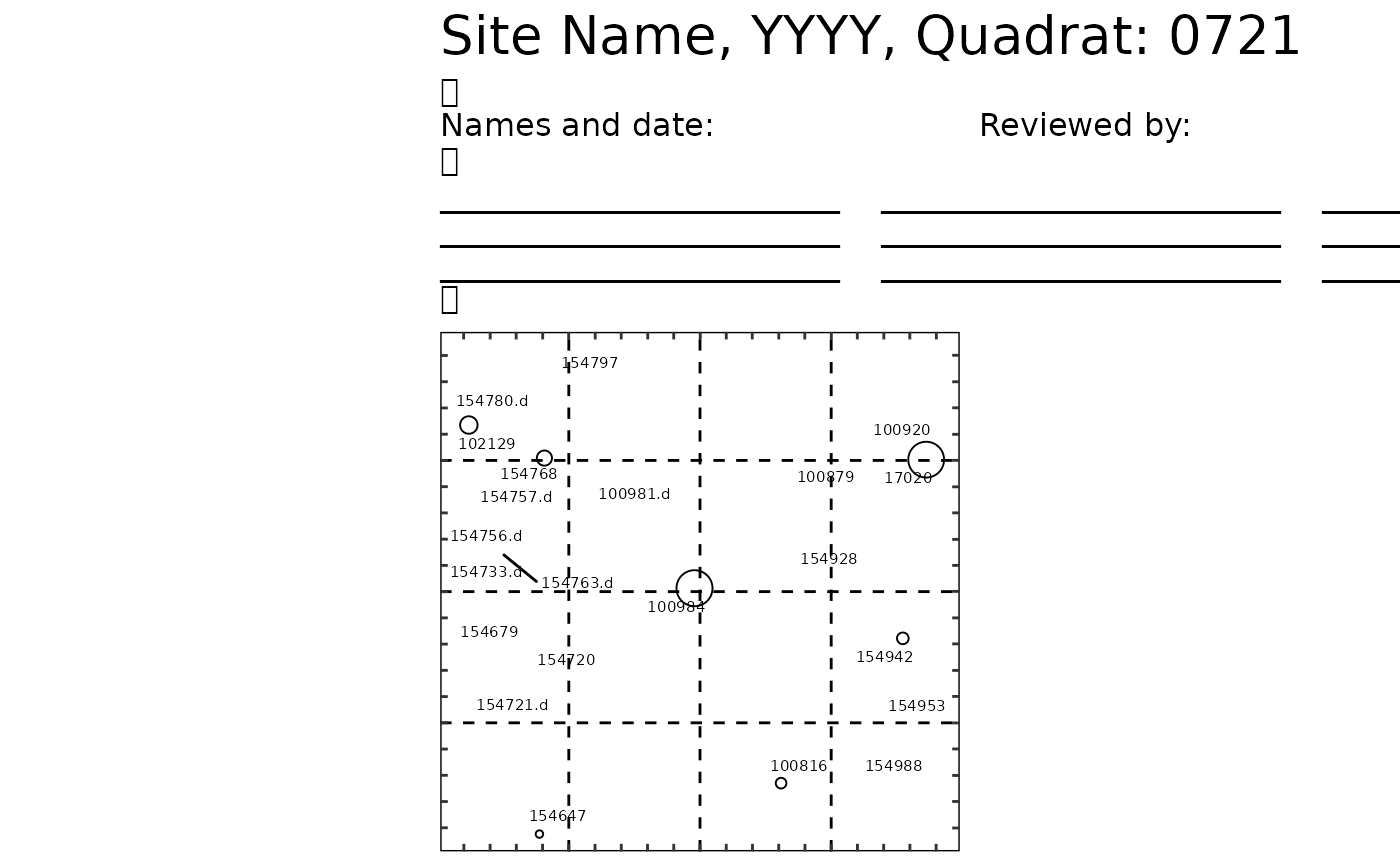 Site Name, YYYY, Quadrat: 0721
Names and date: Reviewed by:
154797
154780.d
100920
102129
154768
100879
17020
154757.d
100981.d
154756.d
154928
154733.d
154763.d
100984
154679
154720
154942
154721.d
154953
100816
154988
154647